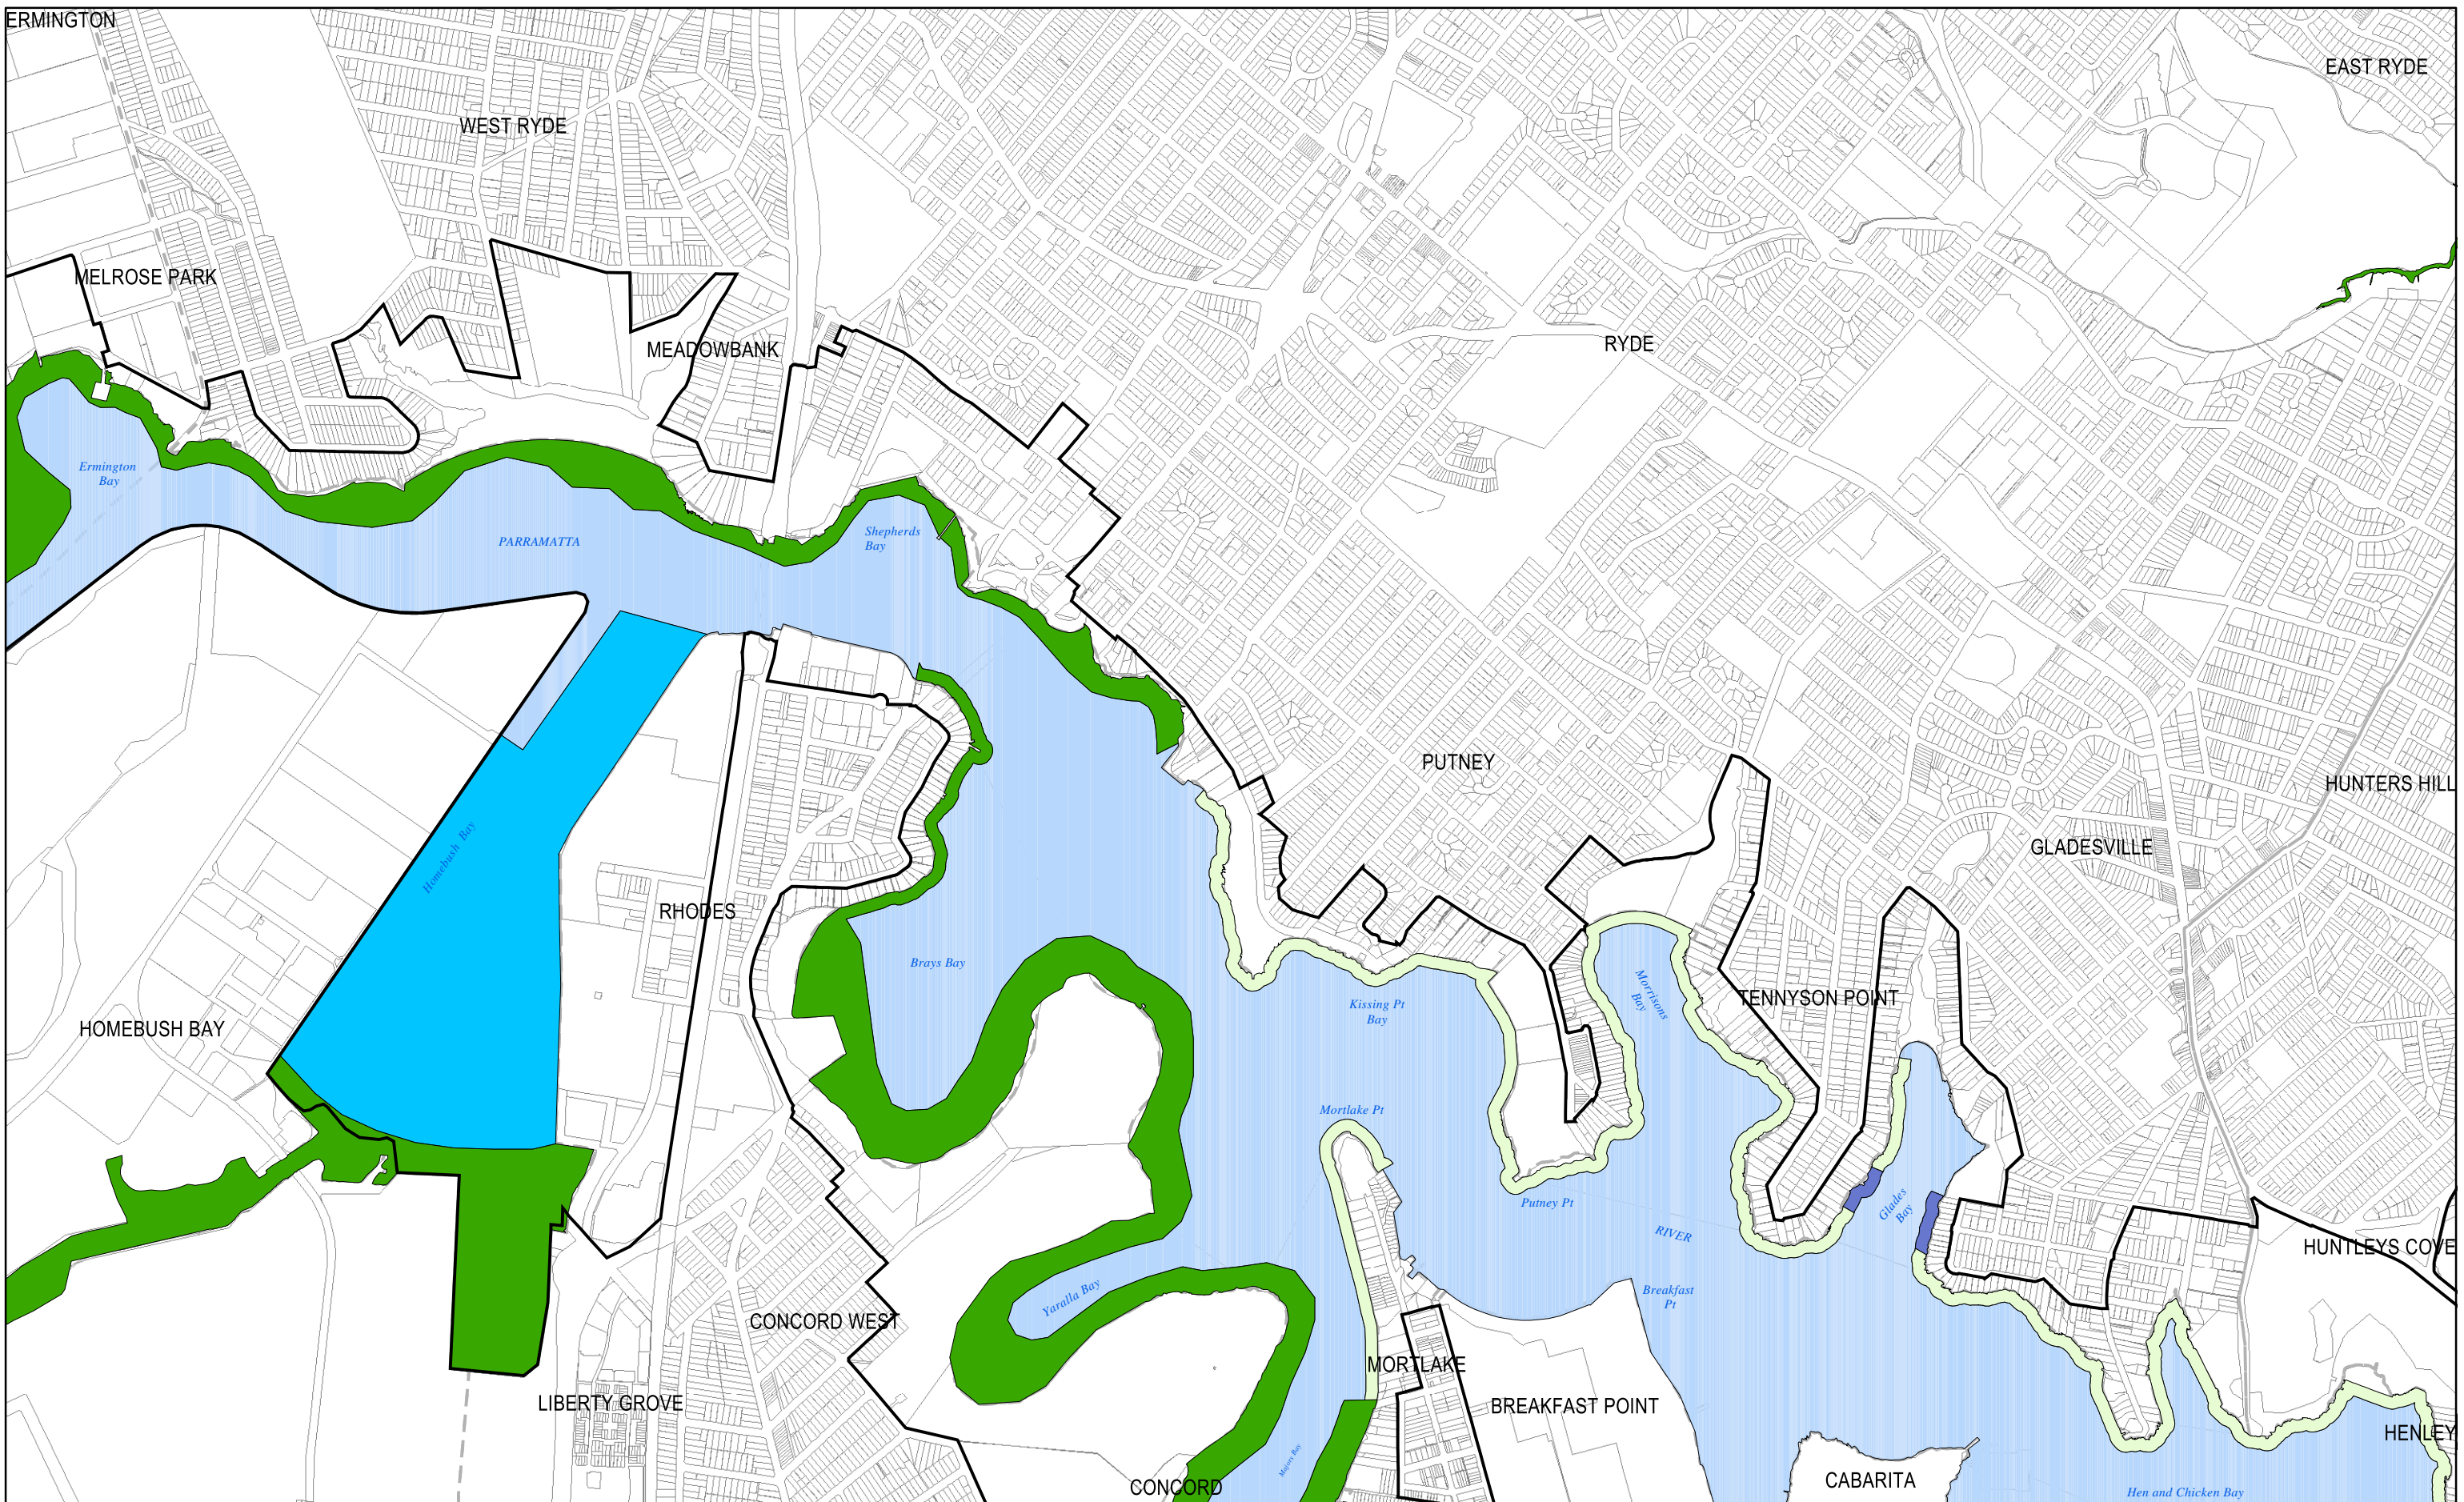 ERMINGTON
EAST RYDE
WEST RYDE
MELROSE PARK
MEADOWBANK
RYDE
Ermington
Bay
PARRAMATTA
Shepherds
Bay
PUTNEY
HUNTERS HILL
GLADESVILLE
Homebush Bay
RHODES
Brays Bay
Kissing Pt
Bay
Morrisons
Bay
TENNYSON POINT
HOMEBUSH BAY
Mortlake Pt
Putney Pt
Glades
Bay
RIVER
HUNTLEYS COVE
Yaralla Bay
Breakfast
Pt
CONCORD WEST
MORTLAKE
LIBERTY GROVE
BREAKFAST POINT
HENLEY
Majors Bay
CONCORD
CABARITA
Hen and Chicken Bay